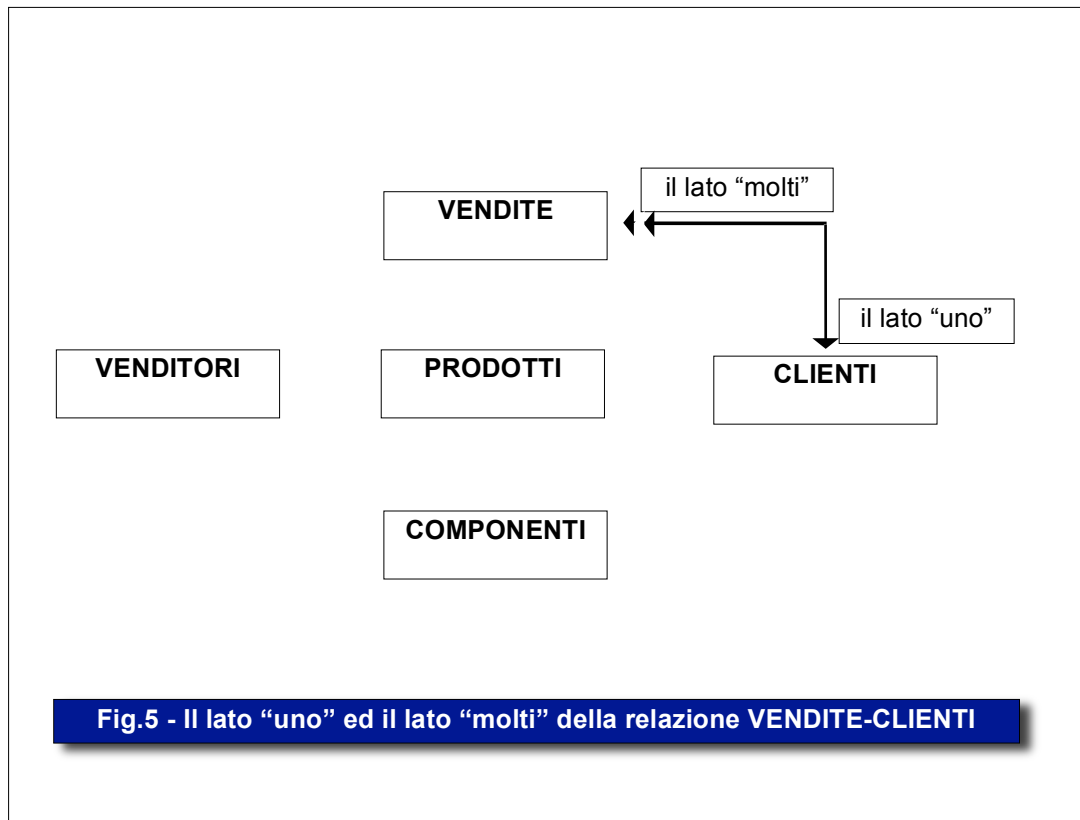 il lato “molti”
VENDITE
il lato “uno”
VENDITORI
PRODOTTI
CLIENTI
COMPONENTI
Fig.5 - Il lato “uno” ed il lato “molti” della relazione VENDITE-CLIENTI